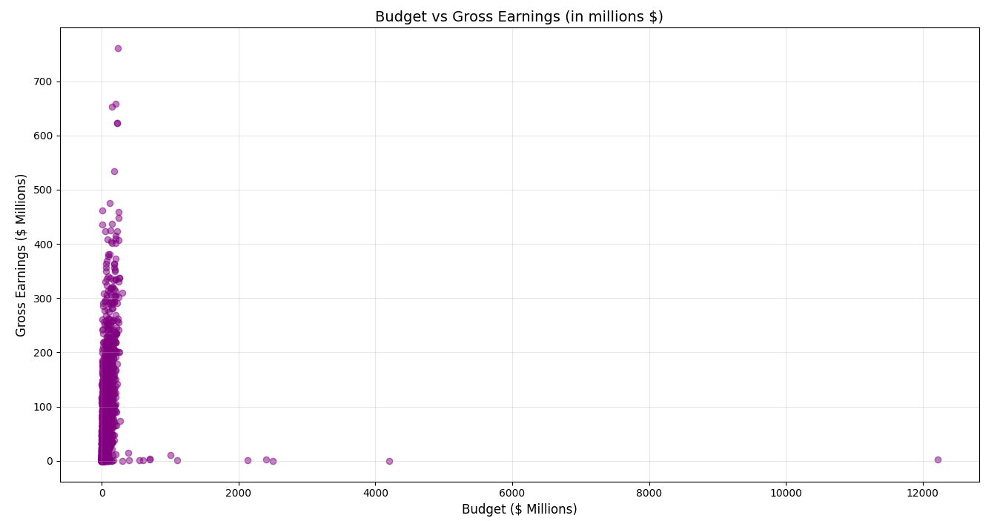 Budget vs Gross Earnings (in millions $)
Gross Earnings ($ Millions)
700
600
500
400
300
200
100
0
0 2000 4000 6000 8000 10000 12000
Budget ($ Millions)